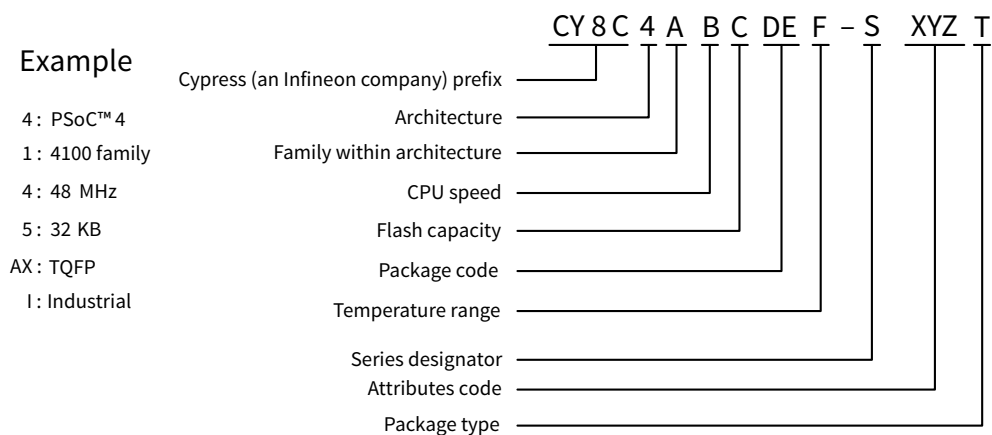 CY 8 C 4 A B C DE F – S XYZ T
Example
Cypress (an Infineon company) prefix
4 : PSoC™ 4
Architecture
1 : 4100 family
Family within architecture
4 : 48 MHz
CPU speed
5 : 32 KB
Flash capacity
AX : TQFP
Package code
I : Industrial
Temperature range
Series designator
Attributes code
Package type